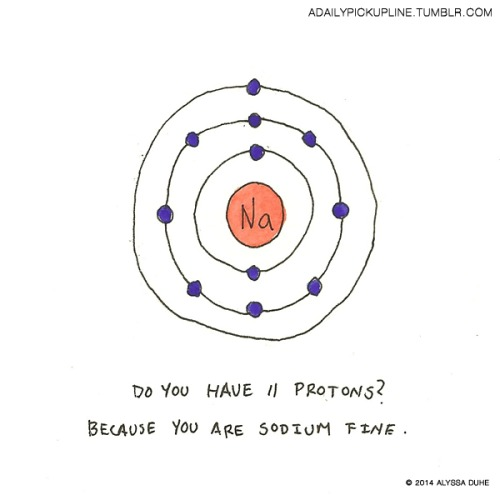 ADAILYPICKUPLINE.TUMBLR.COM
Na
DO YOU HAVE 11 PROTONS?
BECAUSE YOU ARE SODIUM FINE.
© 2014 ALYSSA DUHE